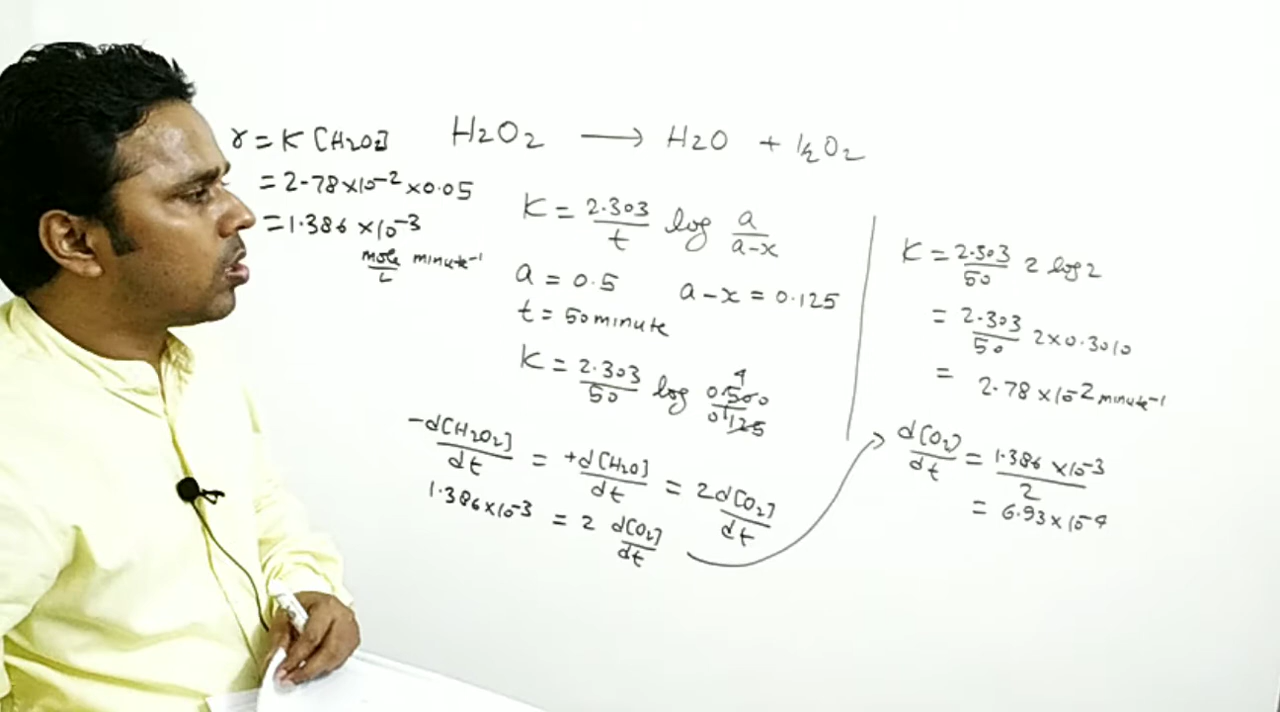 r = K [H2O2]
= 2.78 × 10-2 × 0.05
= 1.386 × 10-3
mole/L minute-1
H2O2 → H2O + 1/2 O2
K = 2.303/t log a/a-x
a = 0.5 a-x = 0.125
t = 50 minute
K = 2.303/50 log 0.500/0.125 4 1
-d[H2O2]/dt = +d[H2O]/dt = 2d[O2]/dt
1.386×10-3 = 2 d[O2]/dt
K = 2.303/50 2 log 2
= 2.303/50 2×0.3010
= 2.78 × 10-2 minute-1
d[O2]/dt = 1.386 × 10-3/2
= 6.93 × 10-4